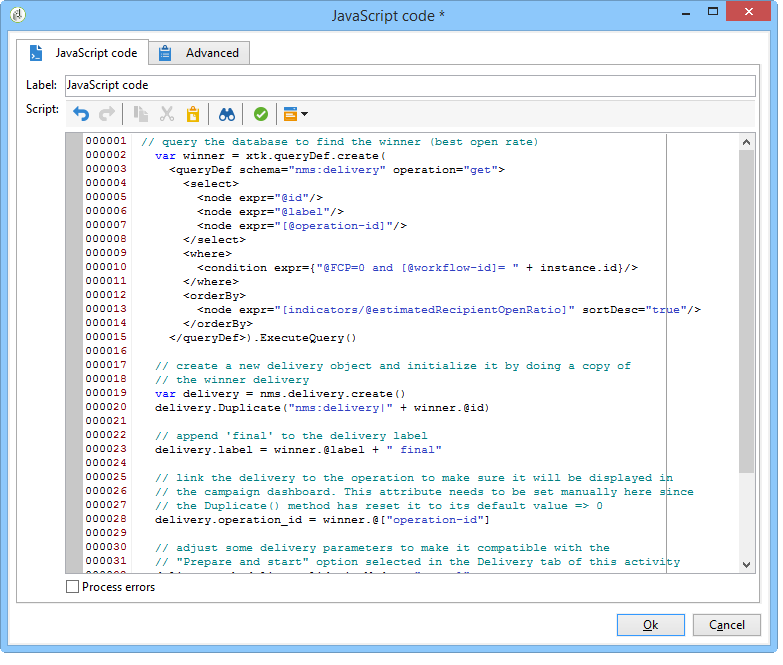 JavaScript code *
JavaScript code
Advanced
Label: JavaScript code
Script:
000001 // query the database to find the winner (best open rate)
000002 var winner = xtk.queryDef.create(
000003 <queryDef schema="nms:delivery" operation="get">
000004 <select>
000005 <node expr="@id"/>
000006 <node expr="@label"/>
000007 <node expr="[@operation-id]"/>
000008 </select>
000009 <where>
000010 <condition expr={"@FCP=0 and [@workflow-id]= " + instance.id}/>
000011 </where>
000012 <orderBy>
000013 <node expr="[indicators/@estimatedRecipientOpenRatio]" sortDesc="true"/>
000014 </orderBy>
000015 </queryDef>).ExecuteQuery()
000016
000017 // create a new delivery object and initialize it by doing a copy of
000018 // the winner delivery
000019 var delivery = nms.delivery.create()
000020 delivery.Duplicate("nms:delivery|" + winner.@id)
000021
000022 // append 'final' to the delivery label
000023 delivery.label = winner.@label + " final"
000024
000025 // link the delivery to the operation to make sure it will be displayed in
000026 // the campaign dashboard. This attribute needs to be set manually here since
000027 // the Duplicate() method has reset it to its default value => 0
000028 delivery.operation_id = winner.@["operation-id"]
000029
000030 // adjust some delivery parameters to make it compatible with the
000031 // "Prepare and start" option selected in the Delivery tab of this activity
Process errors
Ok
Cancel